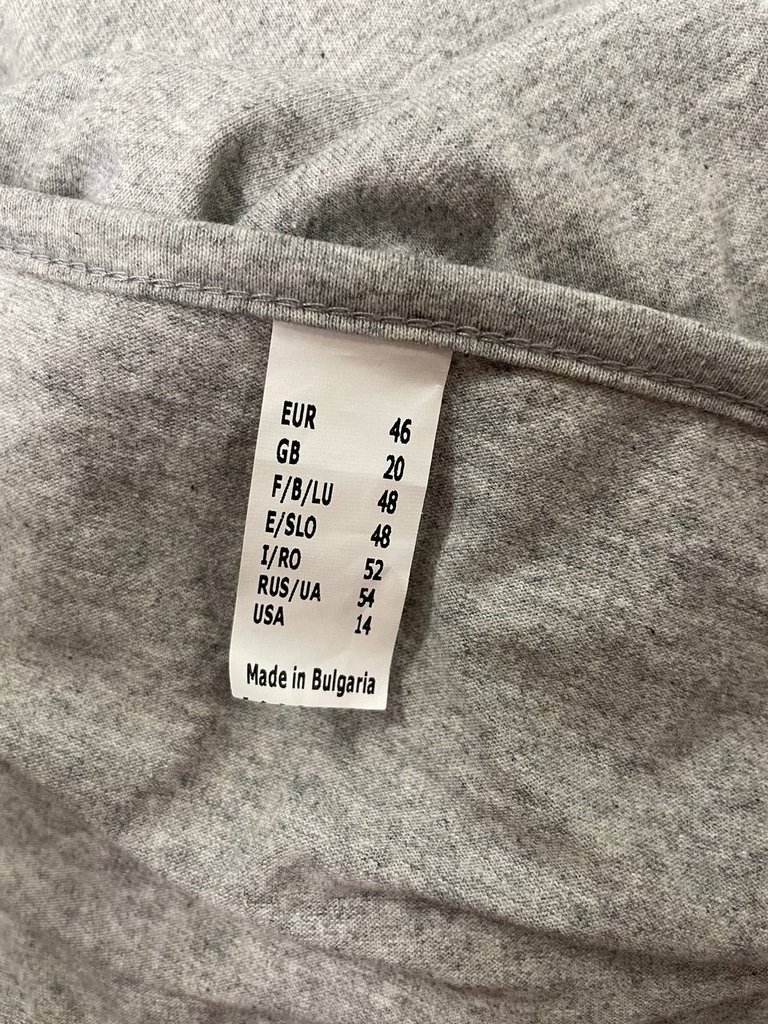 EUR 46
GB 20
F/B/LU 48
E/SLO 48
I/RO 52
RUS/UA 54
USA 14
Made in Bulgaria